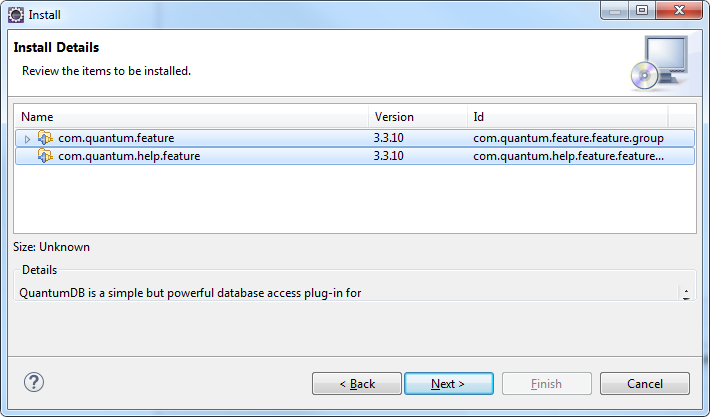 Install
Install Details
Review the items to be installed.
Name Version Id
com.quantum.feature 3.3.10 com.quantum.feature.feature.group
com.quantum.help.feature 3.3.10 com.quantum.help.feature.feature...
Size: Unknown
Details
QuantumDB is a simple but powerful database access plug-in for
? < Back Next > Finish Cancel